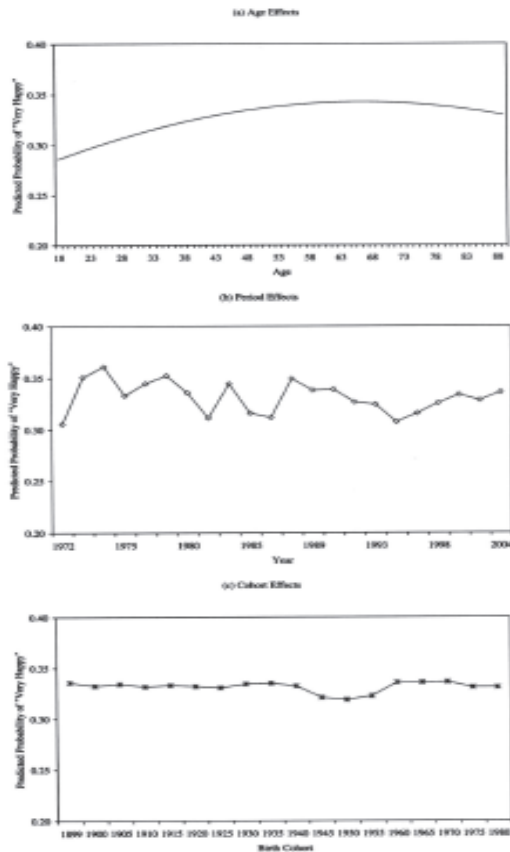 (a) Age Effects
Predicted Probability of "Very Happy"
0.40
0.35
0.30
0.25
0.20
18 23 28 33 38 43 48 53 58 63 68 73 78 83 88
Age
(b) Period Effects
Predicted Probability of "Very Happy"
0.40
0.35
0.30
0.25
0.20
1972 1975 1980 1985 1989 1993 1998 2004
Year
(c) Cohort Effects
Predicted Probability of "Very Happy"
0.40
0.35
0.30
0.25
0.20
1899 1900 1905 1910 1915 1920 1925 1930 1935 1940 1945 1950 1955 1960 1965 1970 1975 1980
Birth Cohort